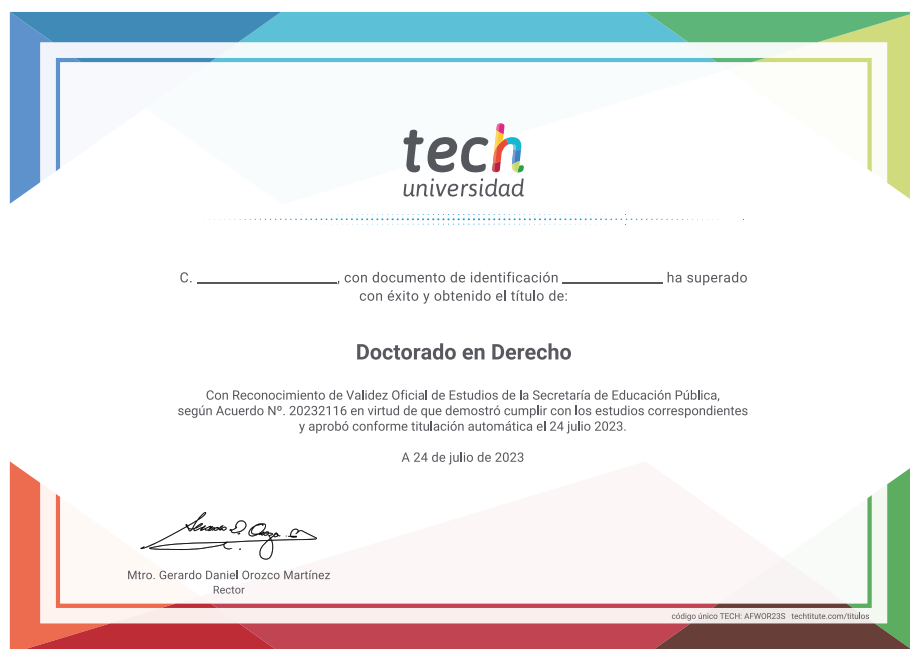 tech
universidad
C. ____________, con documento de identificación ____________ ha superado
con éxito y obtenido el título de:
Doctorado en Derecho
Con Reconocimiento de Validez Oficial de Estudios de la Secretaría de Educación Pública,
según Acuerdo Nº. 20232116 en virtud de que demostró cumplir con los estudios correspondientes
y aprobó conforme titulación automática el 24 julio 2023.
A 24 de julio de 2023
Mtro. Gerardo Daniel Orozco Martínez
Rector
código único TECH: AFWOR23S techtitute.com/titulos